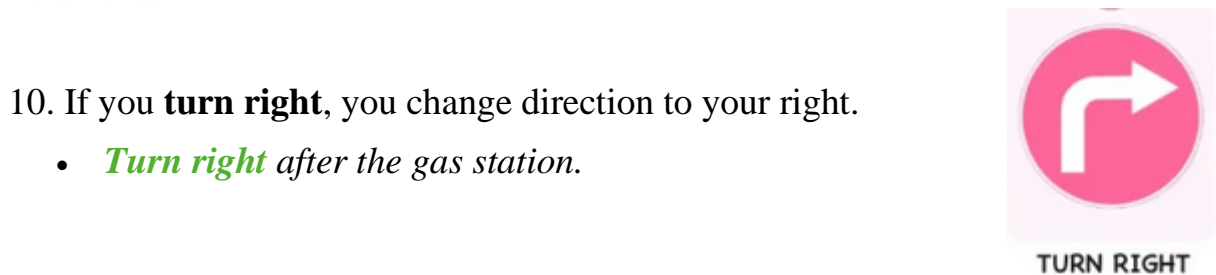 10. If you turn right, you change direction to your right.
• Turn right after the gas station.
TURN RIGHT